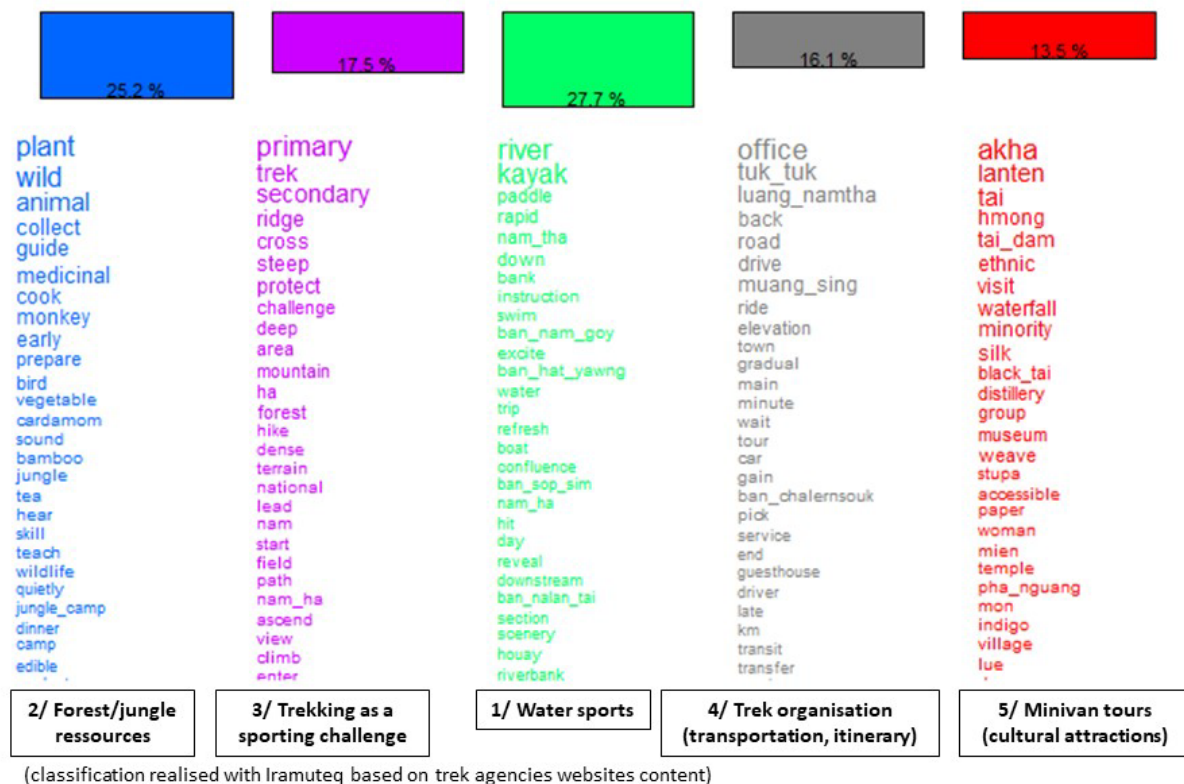 25.2 %
17.5 %
27.7 %
16.1 %
13.5 %
plant
wild
animal
collect
guide
medicinal
cook
monkey
early
prepare
bird
vegetable
cardamom
sound
bamboo
jungle
tea
hear
skill
teach
wildlife
quietly
jungle_camp
dinner
camp
edible
primary
trek
secondary
ridge
cross
steep
protect
challenge
deep
area
mountain
ha
forest
hike
dense
terrain
national
lead
nam
start
field
path
nam_ha
ascend
view
climb
enter
river
kayak
paddle
rapid
nam_tha
down
bank
instruction
swim
ban_nam_goy
excite
ban_hat_yawng
water
trip
refresh
boat
confluence
ban_sop_sim
nam_ha
hit
day
reveal
downstream
ban_nalan_tai
section
scenery
houay
riverbank
office
tuk_tuk
luang_namtha
back
road
drive
muang_sing
ride
elevation
town
gradual
main
minute
wait
tour
car
gain
ban_chalernsouk
pick
service
end
guesthouse
driver
late
km
transit
transfer
akha
lanten
tai
hmong
tai_dam
ethnic
visit
waterfall
minority
silk
black_tai
distillery
group
museum
weave
stupa
accessible
paper
woman
mien
temple
pha_nguang
mon
indigo
village
lue
2/ Forest/jungle
ressources
3/ Trekking as a
sporting challenge
1/ Water sports
4/ Trek organisation
(transportation, itinerary)
5/ Minivan tours
(cultural attractions)
(classification realised with Iramuteq based on trek agencies websites content)